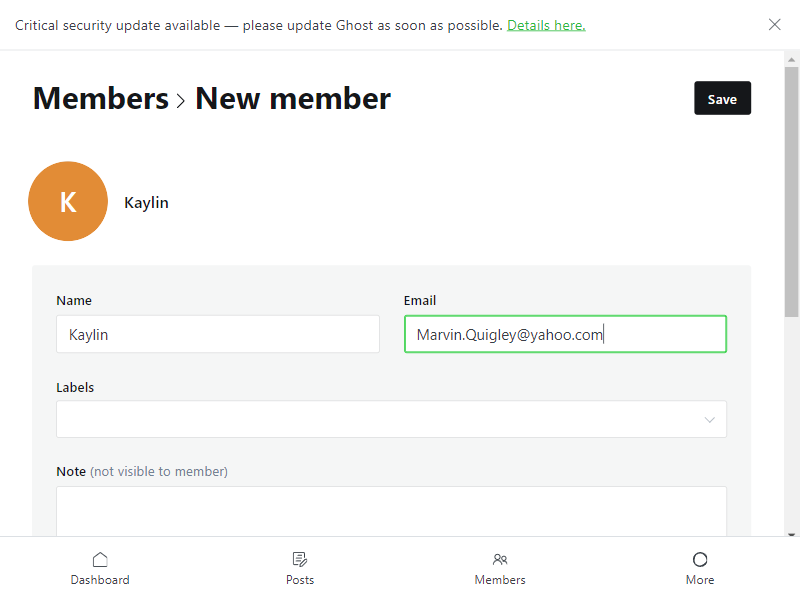 Critical security update available — please update Ghost as soon as possible. Details here.
Members > New member
Save
K
Kaylin
Name
Email
Kaylin
Marvin.Quigley@yahoo.com
Labels
Note (not visible to member)
Dashboard
Posts
Members
More